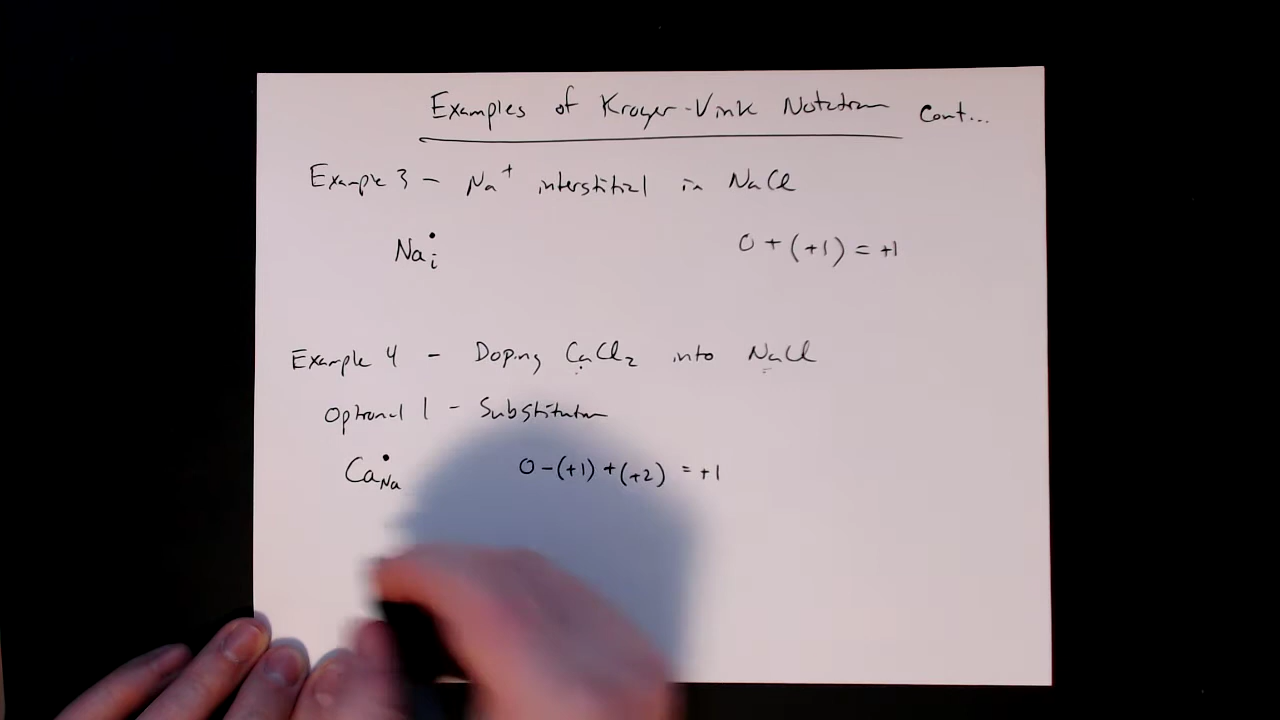 Examples of Kroger-Vink Notation cont...
Example 3 - Na⁺ interstitial in NaCl
Naᵢ• 0 + (+1) = +1
Example 4 - Doping CaCl₂ into NaCl
Optional 1 - Substitution
Ca•Na 0 - (+1) + (+2) = +1